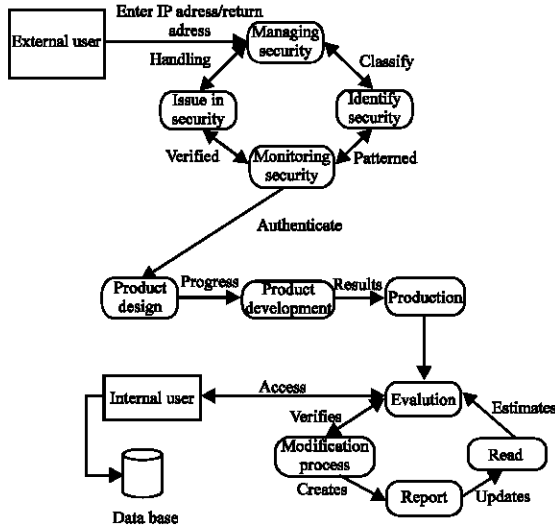 Enter IP adress/return
adress
External user
Managing
security
Handling
Classify
Issue in
security
Identify
security
Verified
Monitoring
security
Patterned
Authenticate
Product
design
Progress
Product
development
Results
Production
Internal user
Access
Evalution
Estimates
Verifies
Modification
process
Read
Creates
Report
Updates
Data base